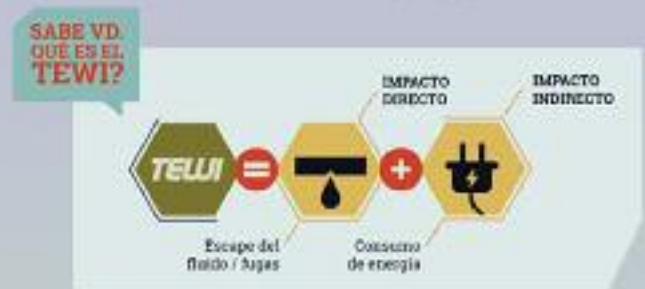 SABE VD.
QUÉ ES EL
TEWI?
IMPACTO
DIRECTO
IMPACTO
INDIRECTO
TEWI
=
+
Escape del
fluido / fugas
Consumo
de energía